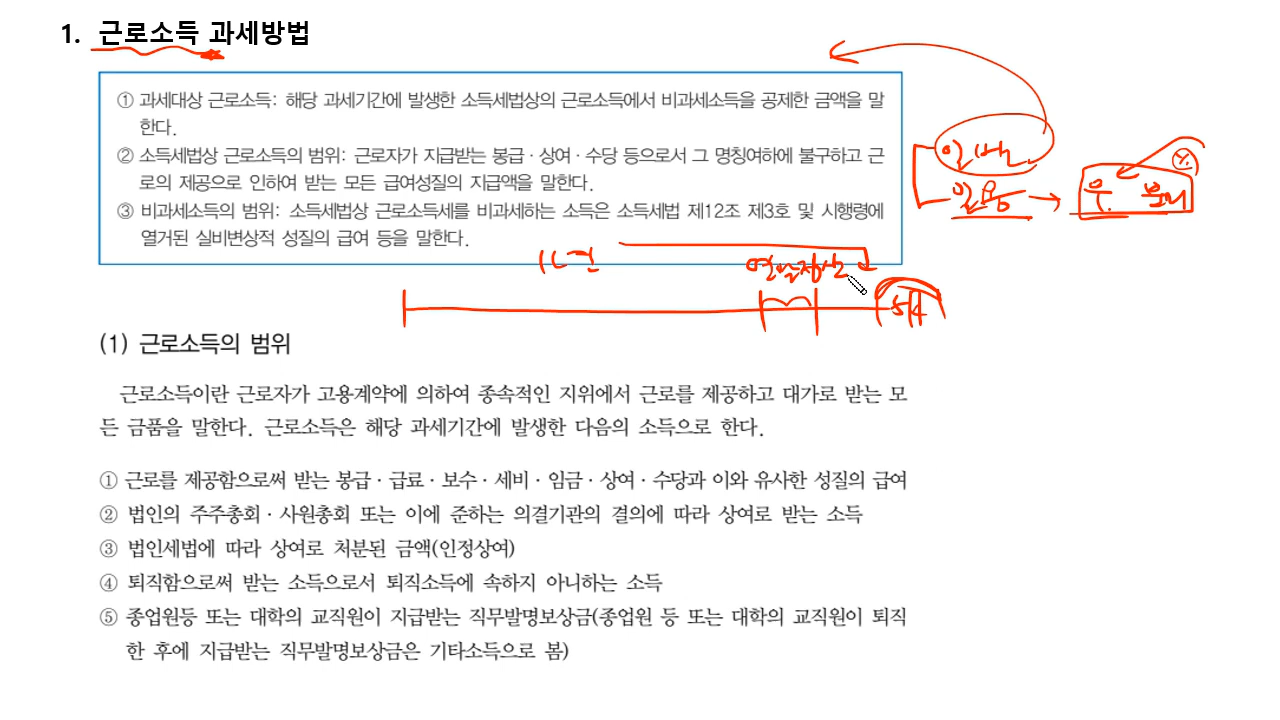 1. 근로소득 과세방법
① 과세대상 근로소득: 해당 과세기간에 발생한 소득세법상의 근로소득에서 비과세소득을 공제한 금액을 말
한다.
② 소득세법상 근로소득의 범위: 근로자가 지급받는 봉급·상여·수당 등으로서 그 명칭여하에 불구하고 근
로의 제공으로 인하여 받는 모든 급여성질의 지급액을 말한다.
③ 비과세소득의 범위: 소득세법상 근로소득세를 비과세하는 소득은 소득세법 제12조 제3호 및 시행령에
열거된 실비변상적 성질의 급여 등을 말한다.
일반
일용
분리
연말정산
5 4
(1) 근로소득의 범위
근로소득이란 근로자가 고용계약에 의하여 종속적인 지위에서 근로를 제공하고 대가로 받는 모
든 금품을 말한다. 근로소득은 해당 과세기간에 발생한 다음의 소득으로 한다.
① 근로를 제공함으로써 받는 봉급·급료·보수·세비·임금·상여·수당과 이와 유사한 성질의 급여
② 법인의 주주총회·사원총회 또는 이에 준하는 의결기관의 결의에 따라 상여로 받는 소득
③ 법인세법에 따라 상여로 처분된 금액(인정상여)
④ 퇴직함으로써 받는 소득으로서 퇴직소득에 속하지 아니하는 소득
⑤ 종업원등 또는 대학의 교직원이 지급받는 직무발명보상금(종업원 등 또는 대학의 교직원이 퇴직
한 후에 지급받는 직무발명보상금은 기타소득으로 봄)